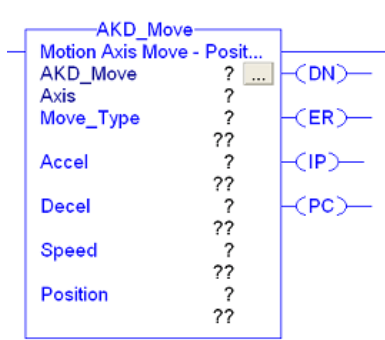 AKD_Move
Motion Axis Move - Posit...
AKD_Move ? ... (DN)
Axis ?
Move_Type ? (ER)
??
Accel ? (IP)
??
Decel ? (PC)
??
Speed ?
??
Position ?
??